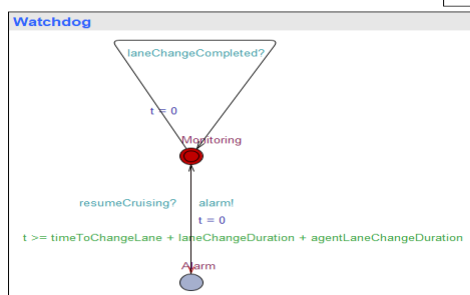 Watchdog
laneChangeCompleted?
t = 0
Monitoring
resumeCruising? alarm!
t = 0
t >= timeToChangeLane + laneChangeDuration + agentLaneChangeDuration
Alarm